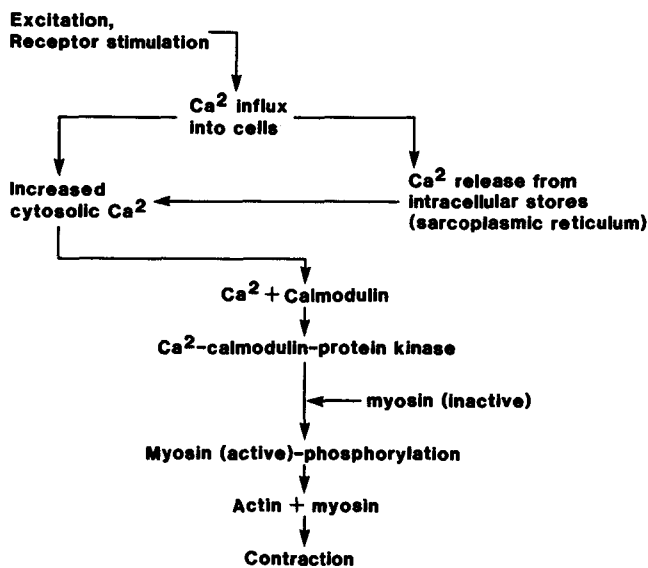 Excitation,
Receptor stimulation
Ca² influx
into cells
Increased
cytosolic Ca²
Ca² release from
intracellular stores
(sarcoplasmic reticulum)
Ca² + Calmodulin
Ca²-calmodulin-protein kinase
myosin (inactive)
Myosin (active)-phosphorylation
Actin + myosin
Contraction